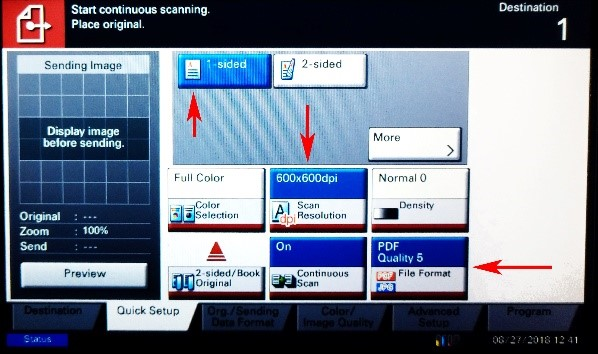 Start continuous scanning.
Place original.
Destination
1
Sending Image
Display image
before sending.
Original : ---
Zoom : 100%
Send : ---
Preview
1-sided
2-sided
More
Full Color
Color
Selection
600x600dpi
A
dpi
Scan
Resolution
Normal 0
Density
2-sided/Book
Original
On
Continuous
Scan
PDF
Quality 5
PDF
JPG
File Format
Destination
Quick Setup
Org./Sending
Data Format
Color/
Image Quality
Advanced
Setup
Program
Status
08/27/2018 12:41